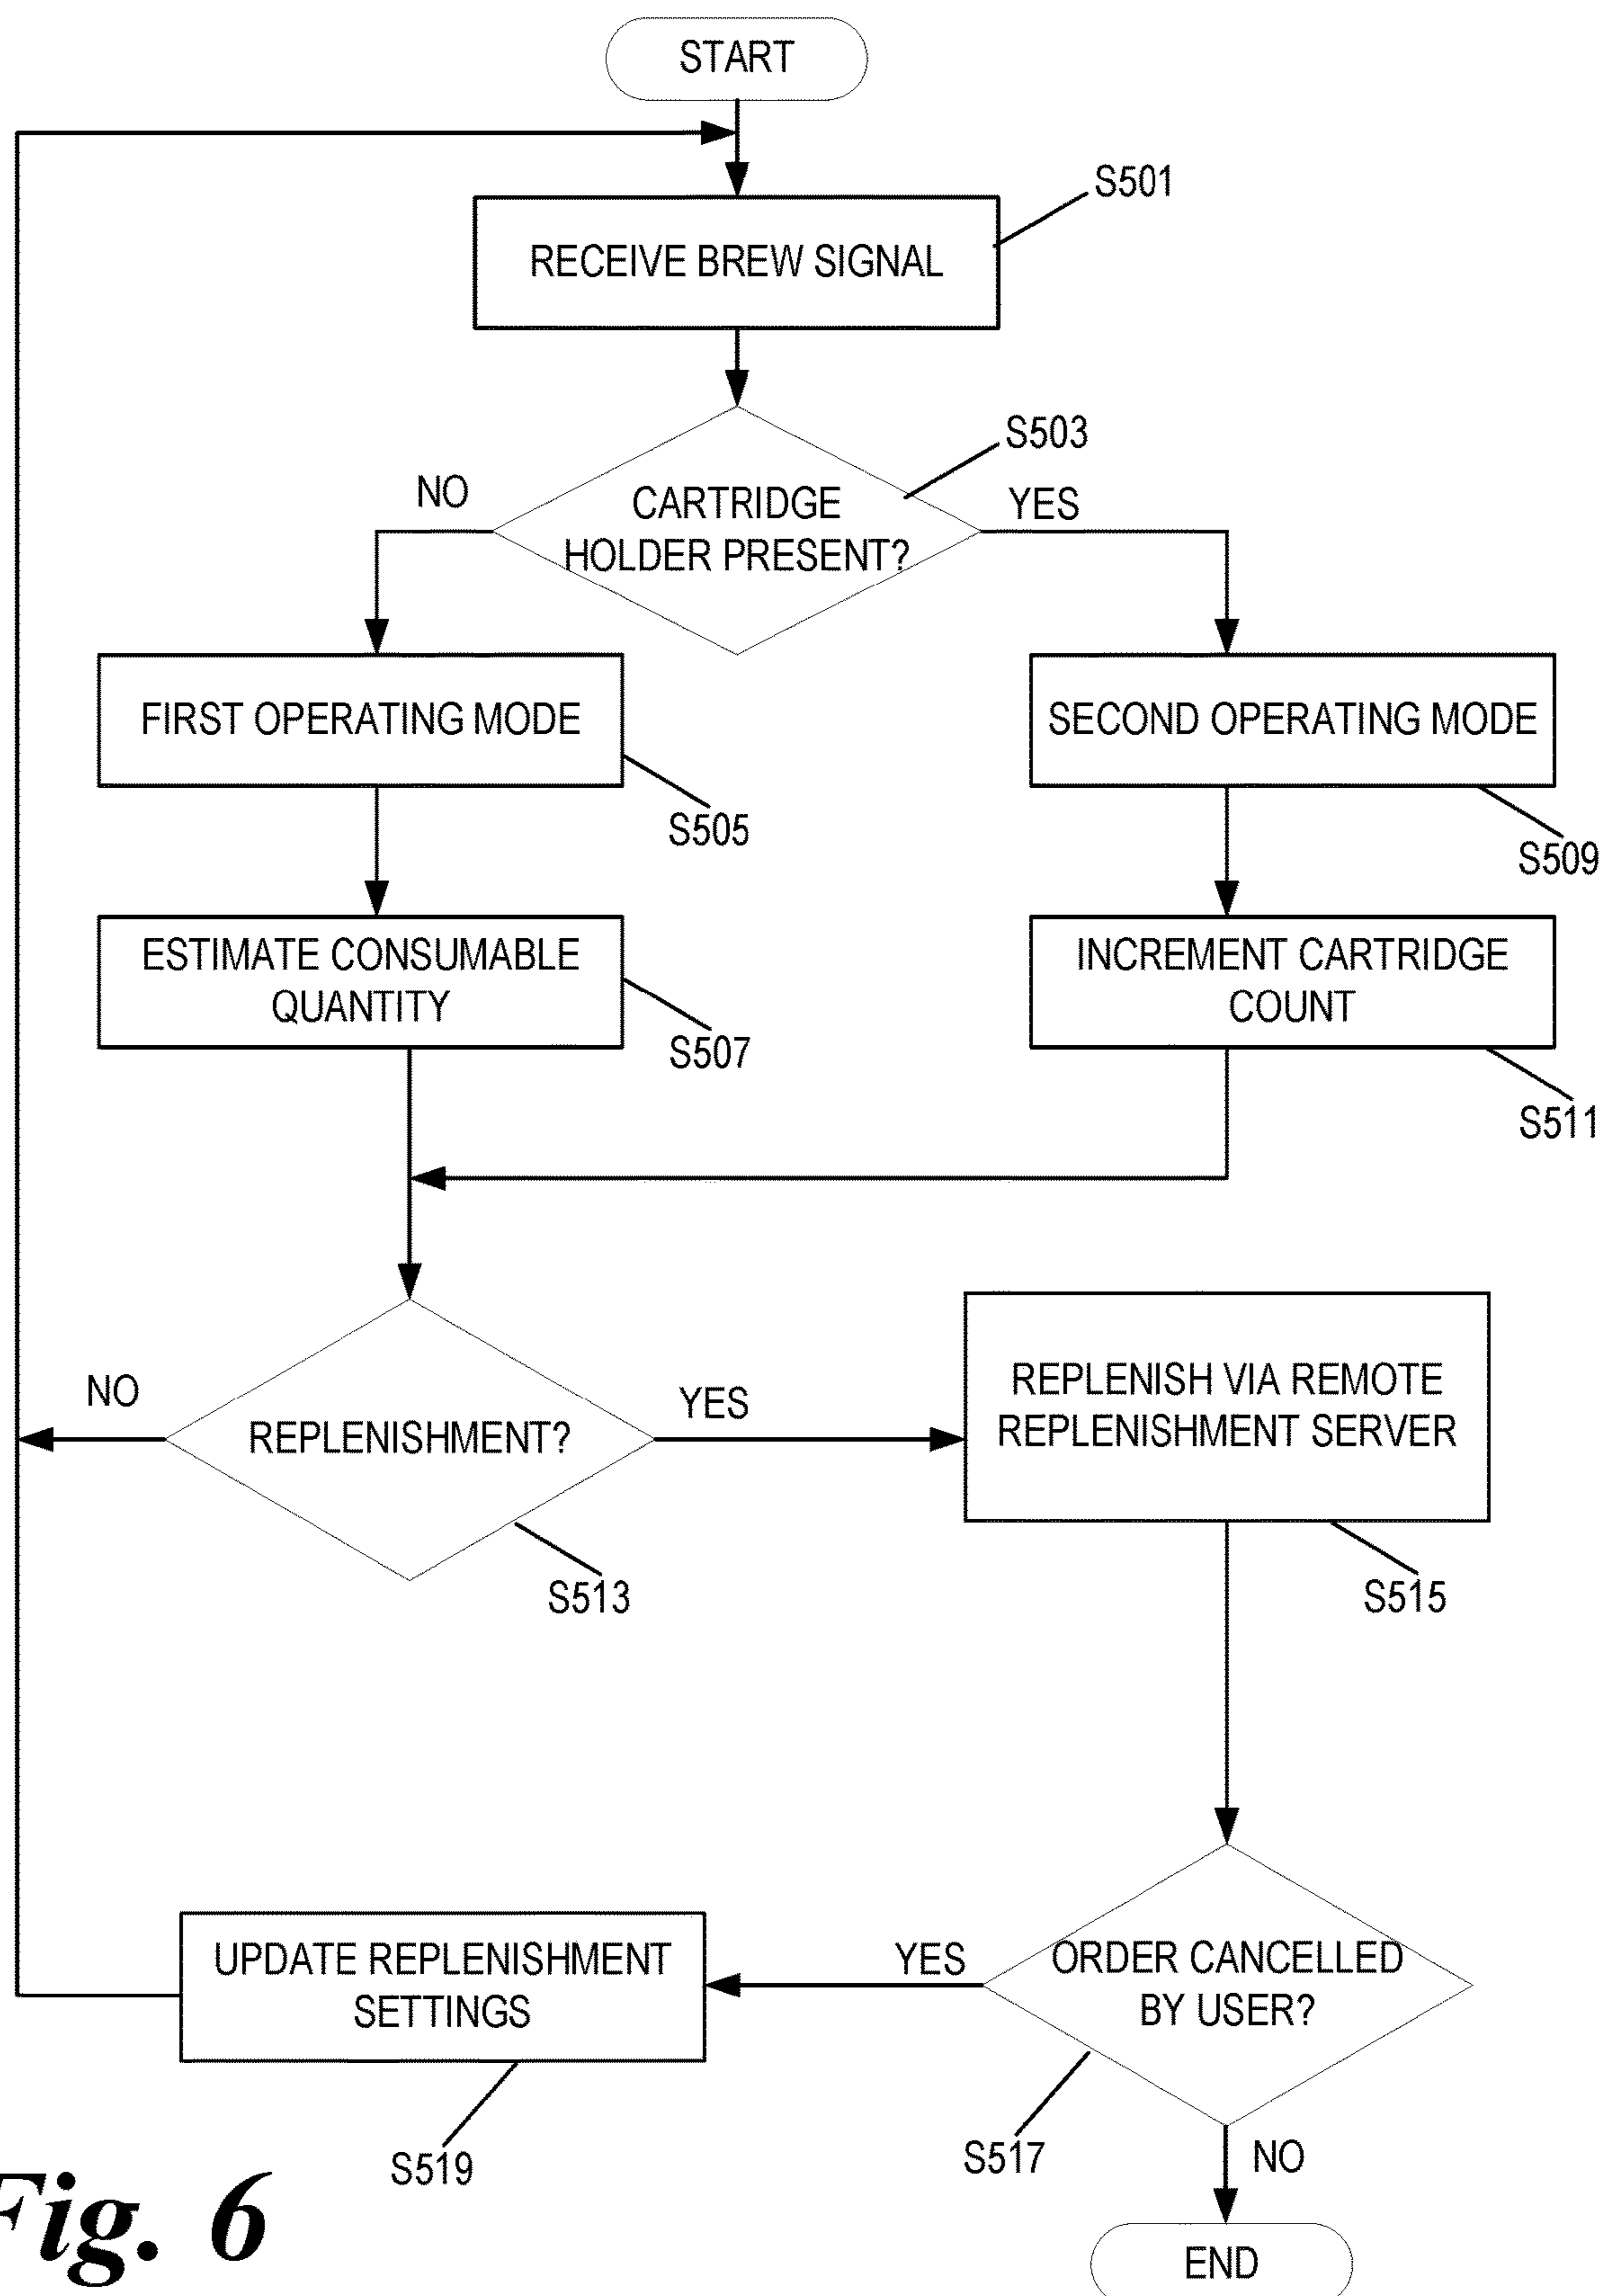 START
S501
RECEIVE BREW SIGNAL
S503
NO
CARTRIDGE
HOLDER PRESENT?
YES
FIRST OPERATING MODE
SECOND OPERATING MODE
S505
S509
ESTIMATE CONSUMABLE
QUANTITY
INCREMENT CARTRIDGE
COUNT
S507
S511
NO
REPLENISHMENT?
YES
REPLENISH VIA REMOTE
REPLENISHMENT SERVER
S513
S515
UPDATE REPLENISHMENT
SETTINGS
YES
ORDER CANCELLED
BY USER?
S519
S517
NO
Fig. 6
END